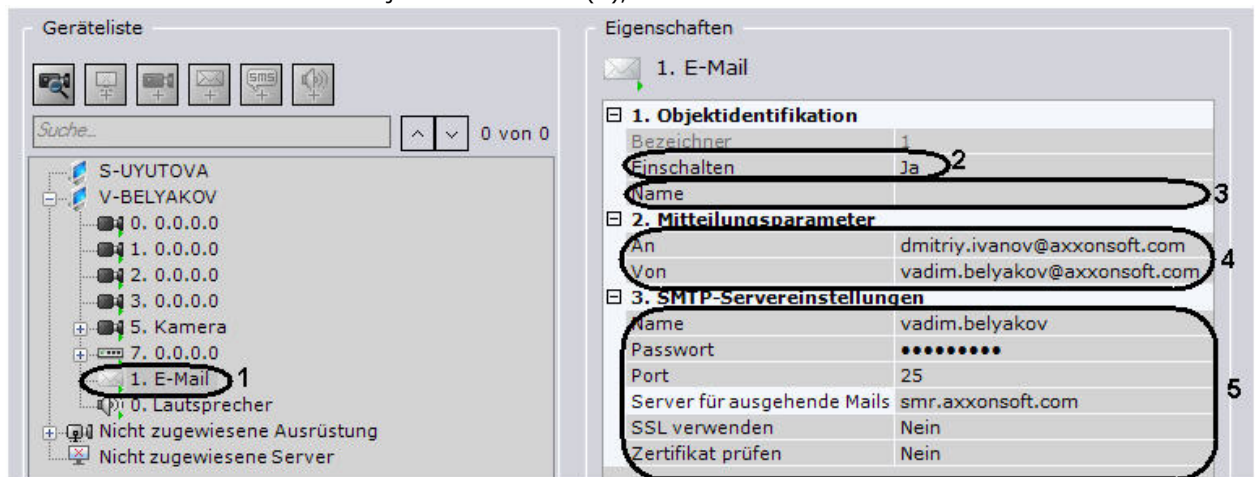 Geräteliste
sms
Suche...
0 von 0
S-UYUTOVA
V-BELYAKOV
0. 0.0.0.0
1. 0.0.0.0
2. 0.0.0.0
3. 0.0.0.0
5. Kamera
7. 0.0.0.0
1. E-Mail 1
0. Lautsprecher
Nicht zugewiesene Ausrüstung
Nicht zugewiesene Server
Eigenschaften
1. E-Mail
1. Objektidentifikation
Bezeichner 1
Einschalten Ja 2
Name 3
2. Mitteilungsparameter
An dmitriy.ivanov@axxonsoft.com
Von vadim.belyakov@axxonsoft.com
4
3. SMTP-Servereinstellungen
Name vadim.belyakov
Passwort •••••••••
Port 25
Server für ausgehende Mails smr.axxonsoft.com
5
SSL verwenden Nein
Zertifikat prüfen Nein